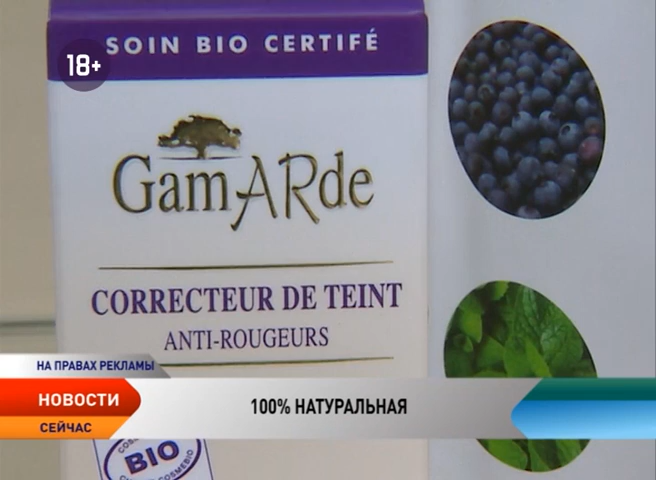 SOIN BIO CERTIFÉ
18+
GamARde
CORRECTEUR DE TEINT
ANTI-ROUGEURS
НА ПРАВАХ РЕКЛАМЫ
НОВОСТИ
100% НАТУРАЛЬНАЯ
СЕЙЧАС
BIO